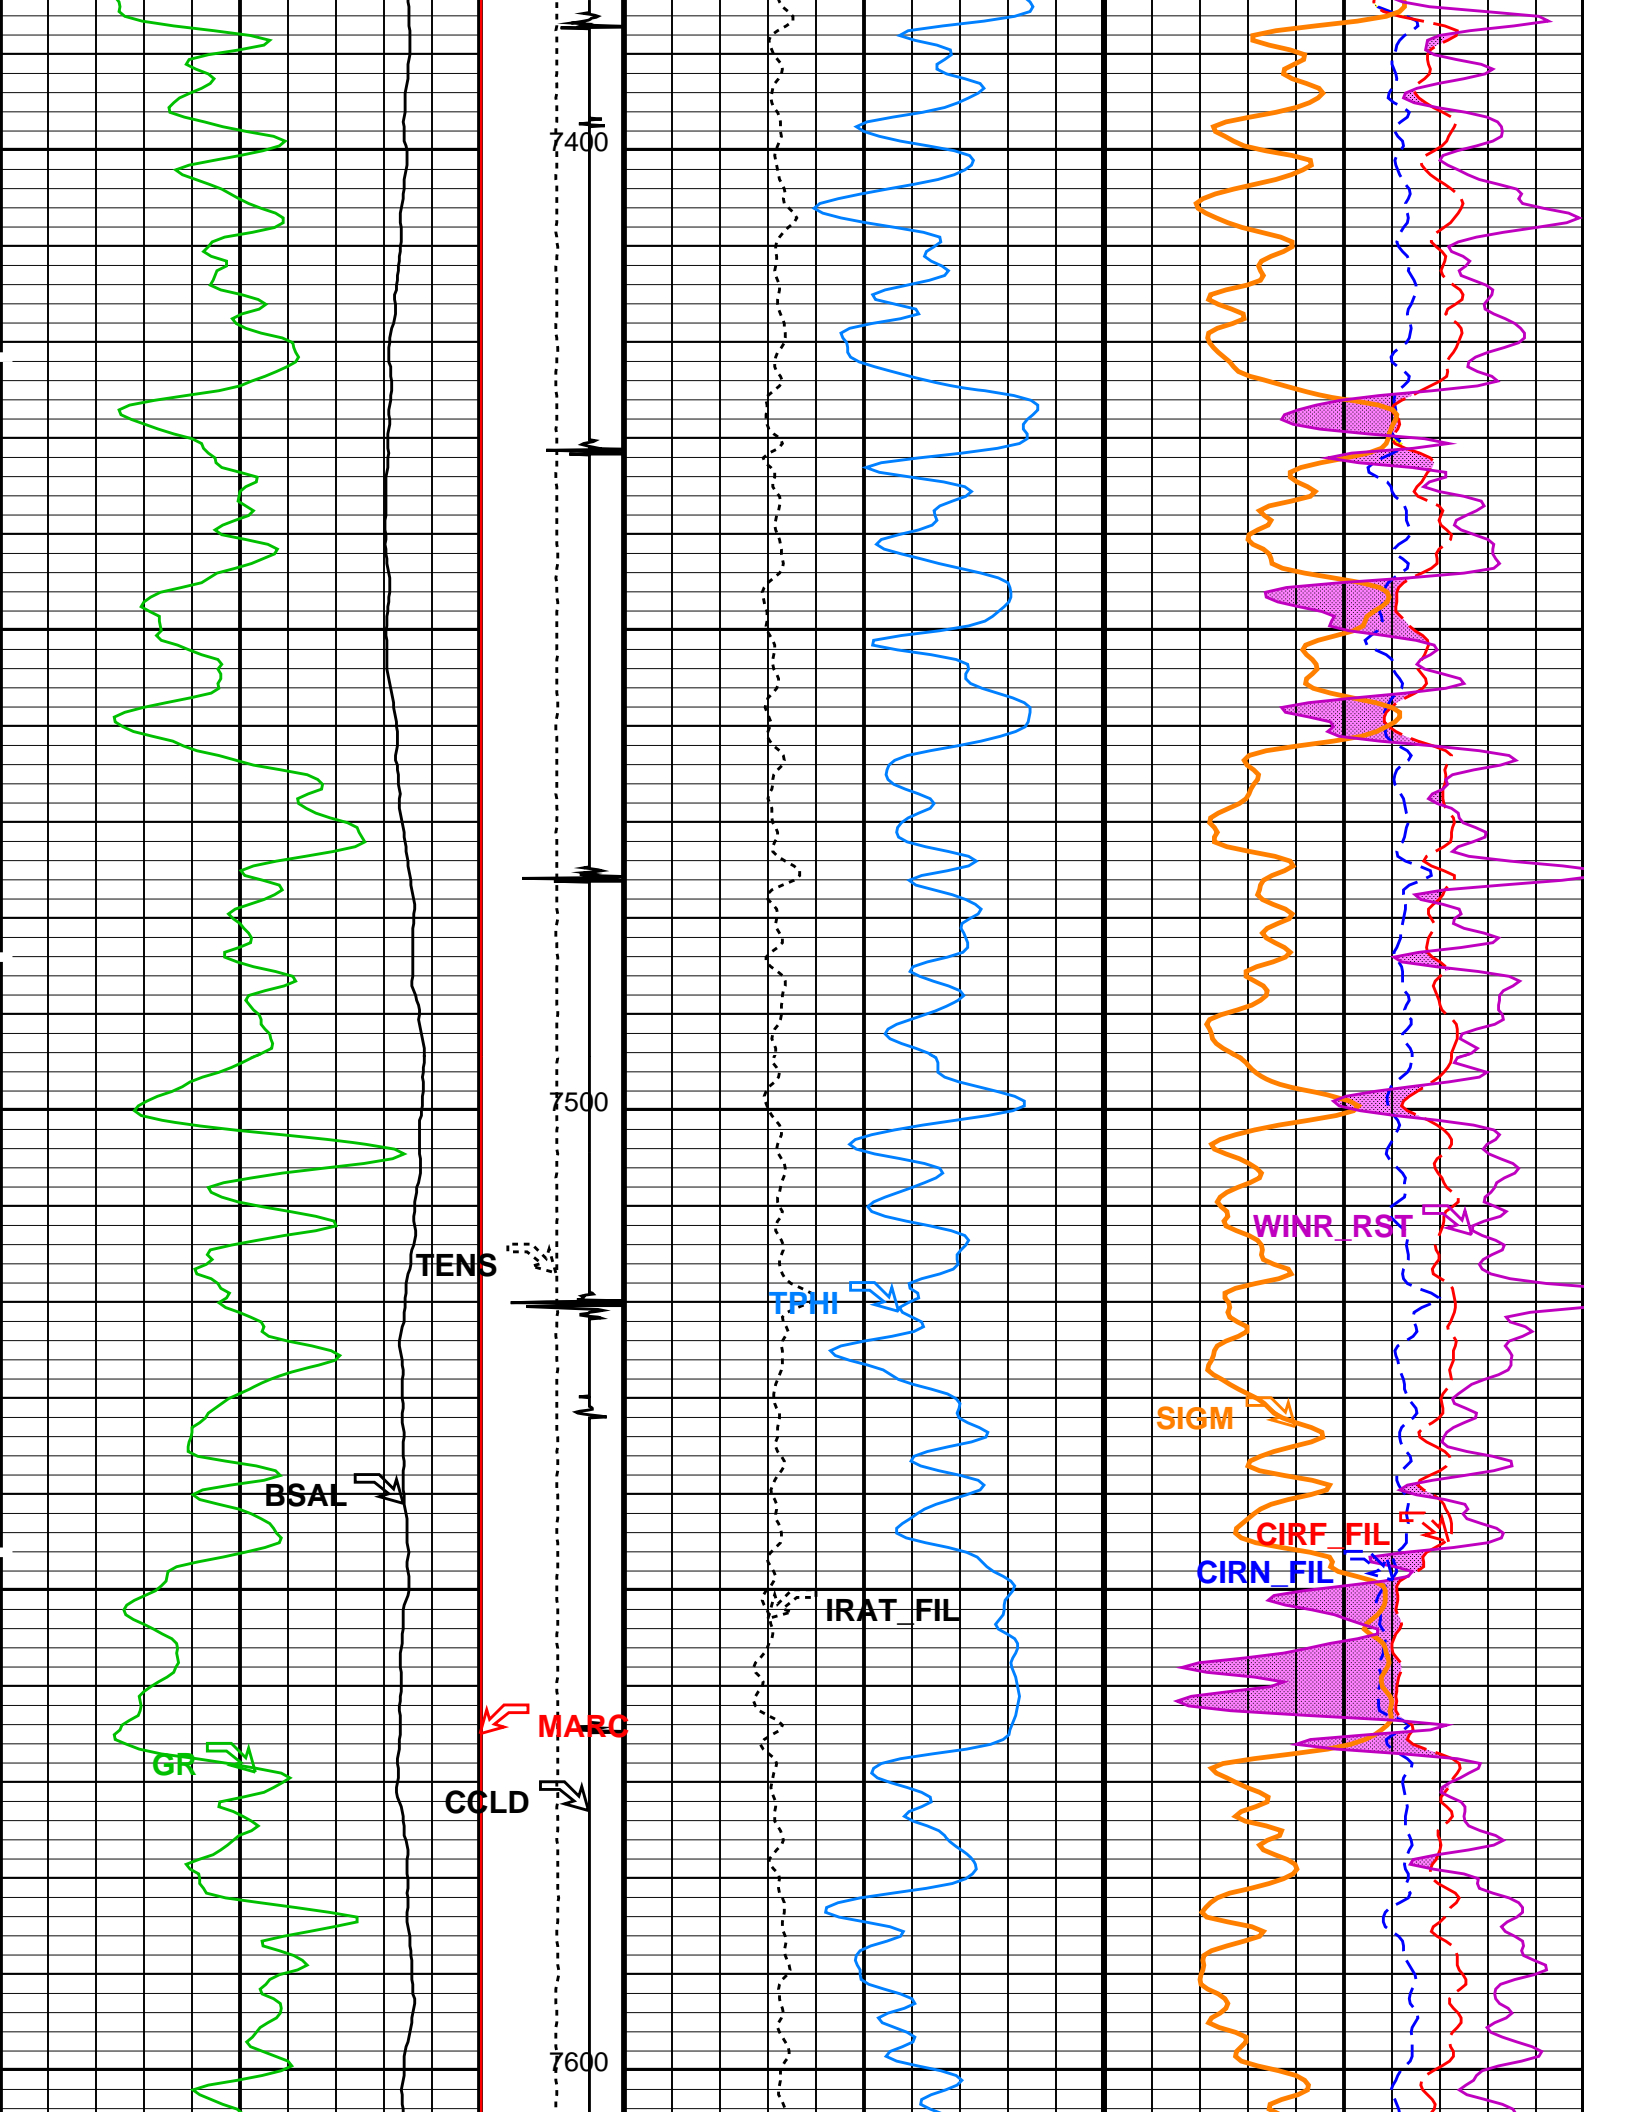 7400
7500
WINR_RST
TENS
TPHI
SIGM
BSAL
CIRF_FIL
CIRN_FIL
IRAT_FIL
MARC
GR
CCLD
7600